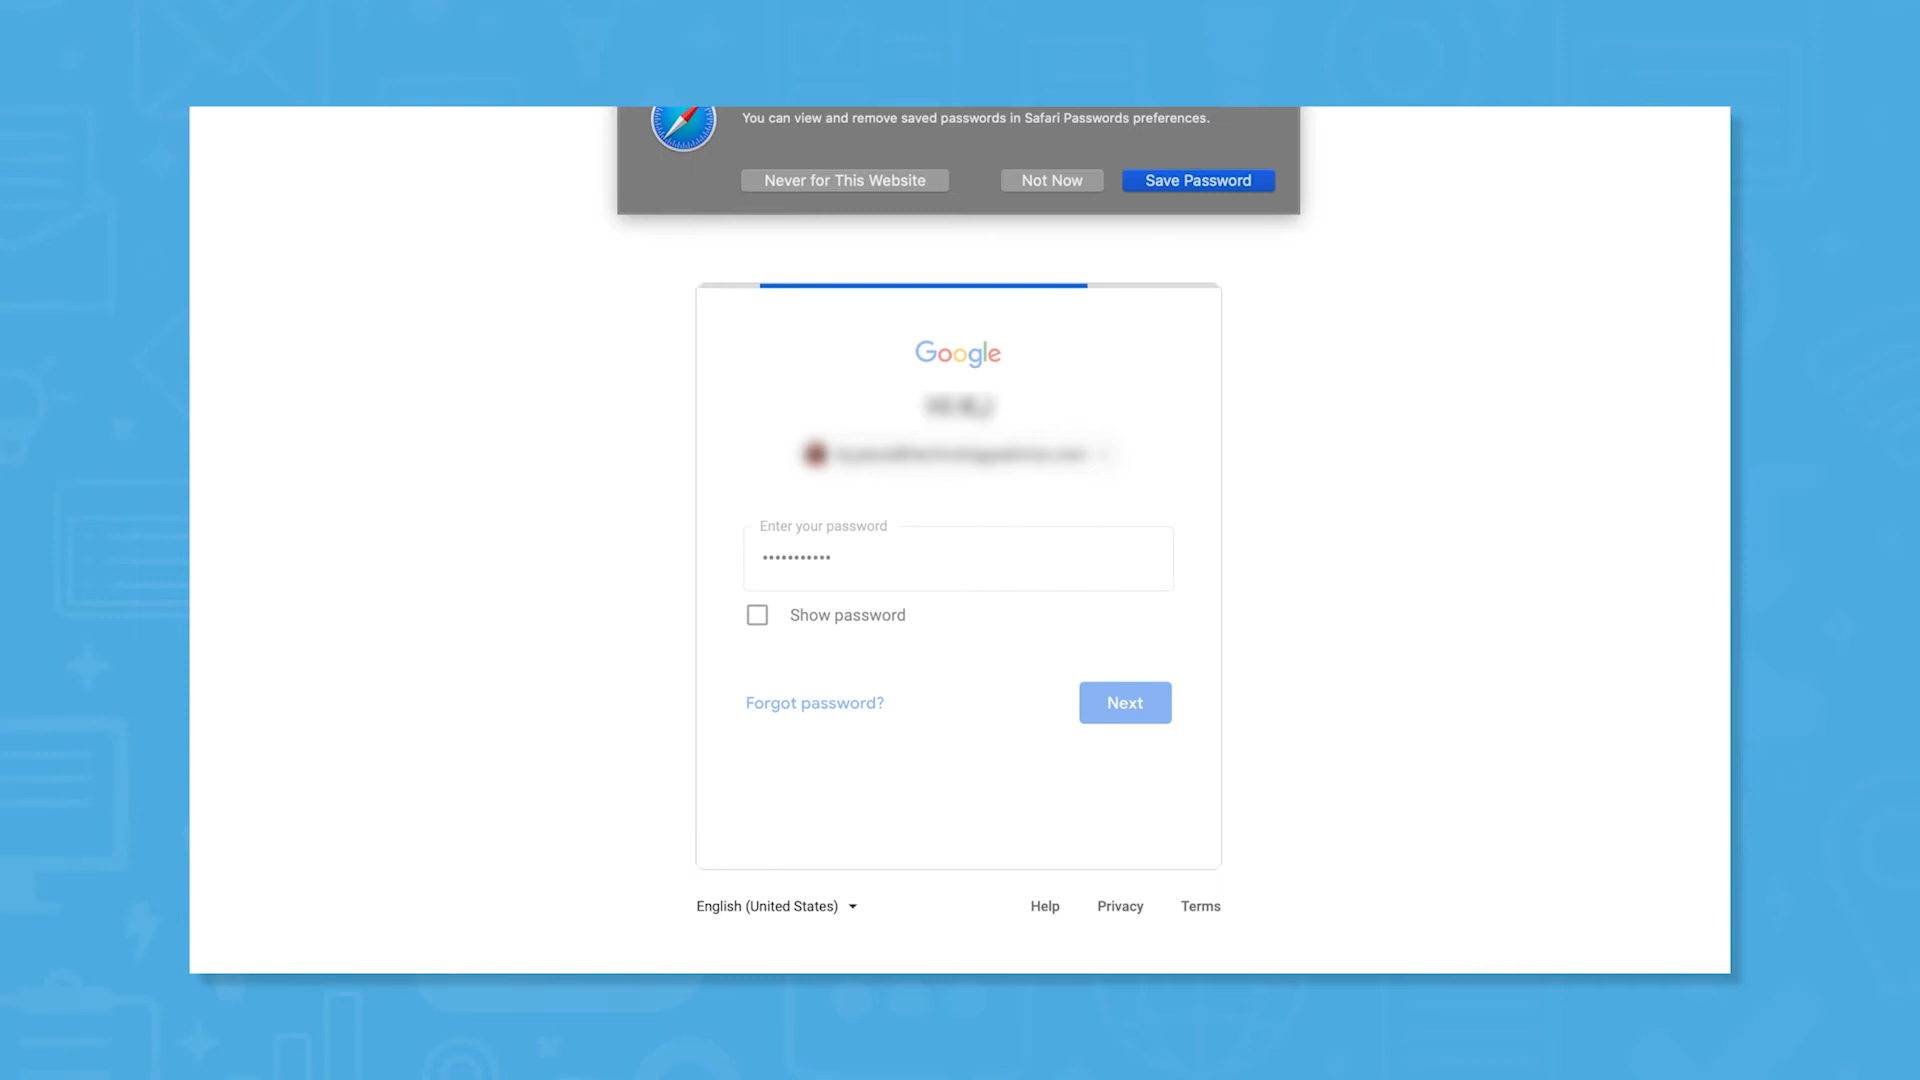 You can view and remove saved passwords in Safari Passwords preferences.
Never for This Website
Not Now
Save Password
Google
Enter your password
•••••••••••
Show password
Forgot password?
Next
English (United States)
Help
Privacy
Terms